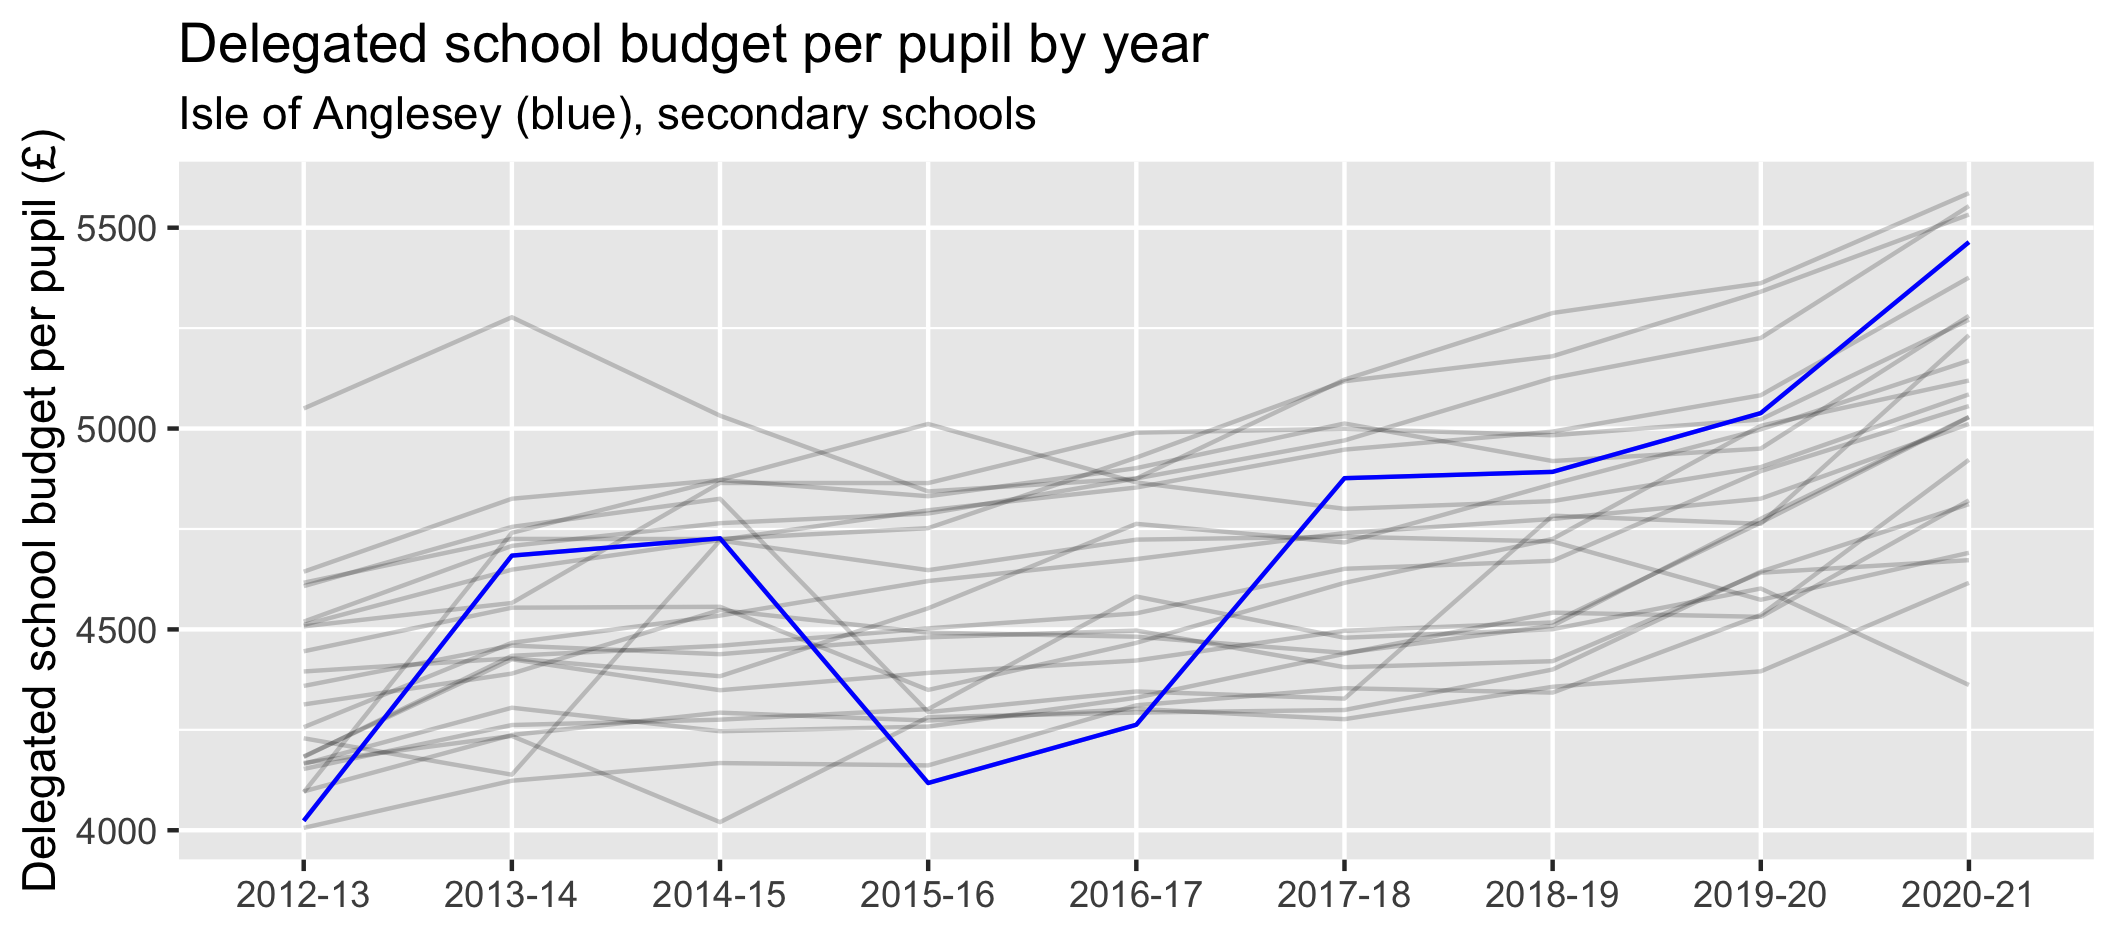 Delegated school budget per pupil by year
Isle of Anglesey (blue), secondary schools
Delegated school budget per pupil (£)
5500
5000
4500
4000
2012-13 2013-14 2014-15 2015-16 2016-17 2017-18 2018-19 2019-20 2020-21